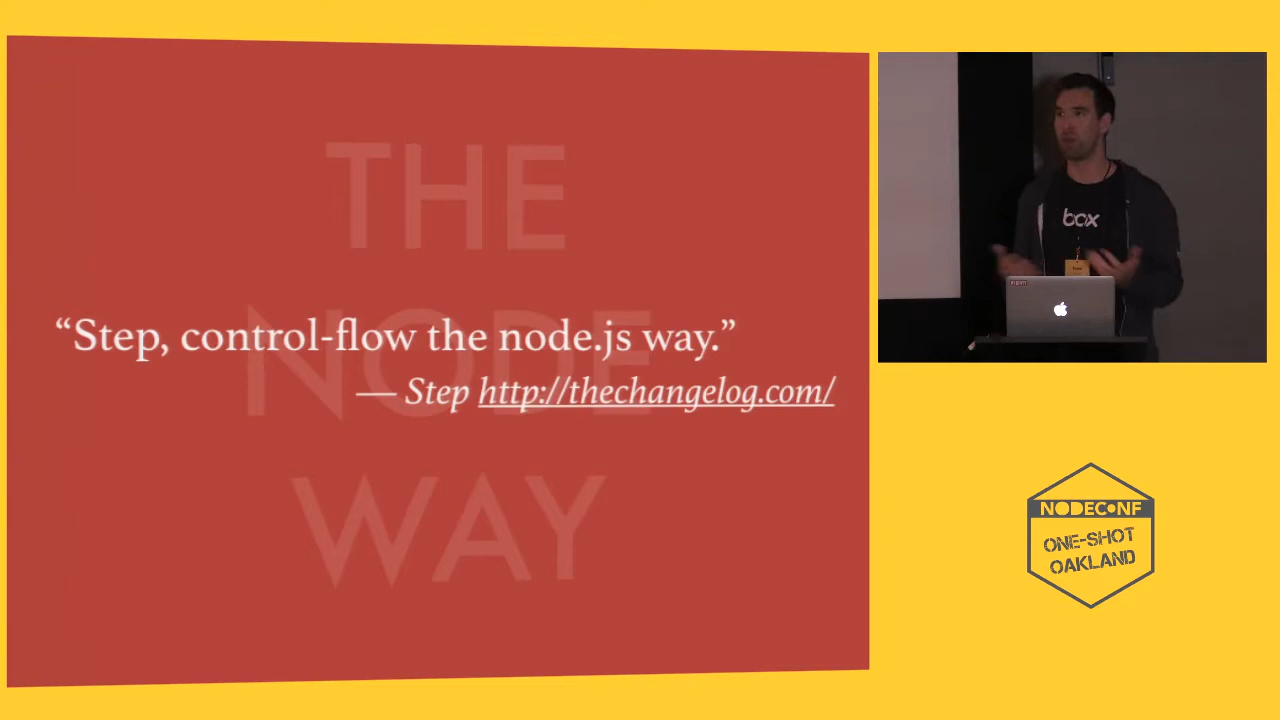 THE
NODE
WAY
“Step, control-flow the node.js way.”
— Step http://thechangelog.com/
box
NODECONF
ONE-SHOT
OAKLAND